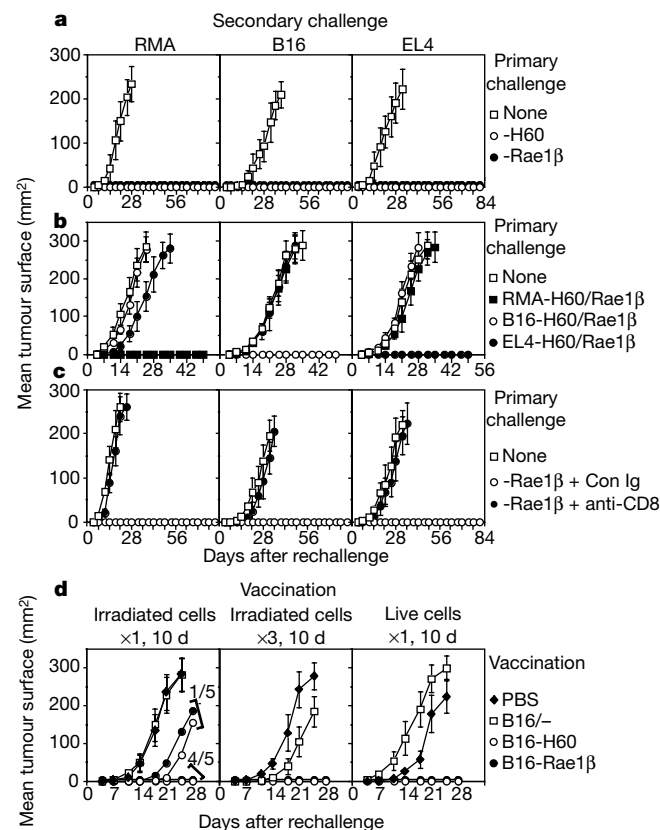 a
Secondary challenge
RMA B16 EL4
Primary challenge
None
-H60
-Rae1β
300
200
100
0
0 28 56 0 28 56 0 28 56 84
b
Primary challenge
None
RMA-H60/Rae1β
B16-H60/Rae1β
EL4-H60/Rae1β
300
200
100
0
0 14 28 42 0 14 28 42 0 14 28 42 56
c
Primary challenge
None
-Rae1β + Con Ig
-Rae1β + anti-CD8
300
200
100
0
0 28 56 0 28 56 0 28 56 84
Mean tumour surface (mm²)
Days after rechallenge
d
Vaccination
Irradiated cells ×1, 10 d
Irradiated cells ×3, 10 d
Live cells ×1, 10 d
Vaccination
PBS
B16/–
B16-H60
B16-Rae1β
300
200
100
0
1/5
4/5
0 7 14 21 28 0 7 14 21 28 0 7 14 21 28
Mean tumour surface (mm²)
Days after rechallenge